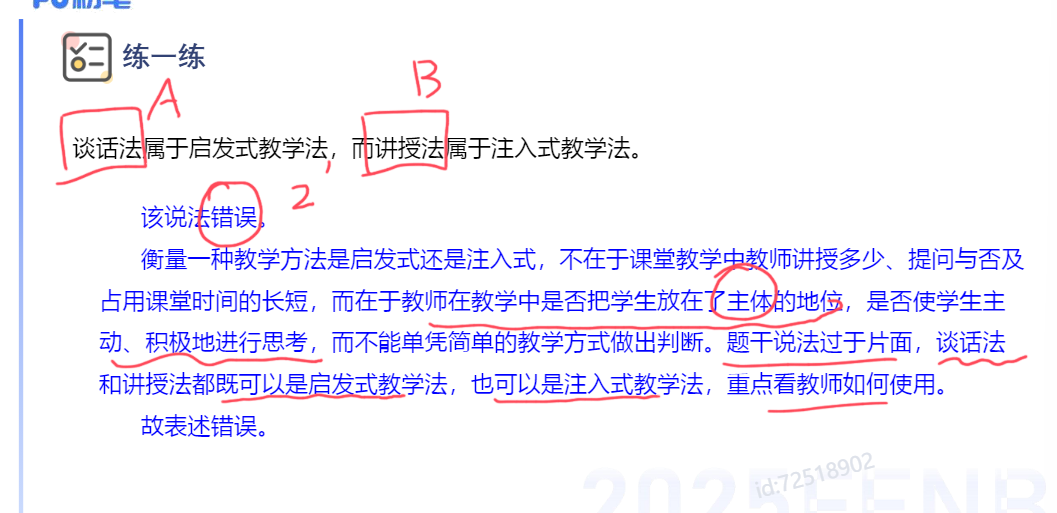 粉笔
练一练
A
B
谈话法属于启发式教学法，而讲授法属于注入式教学法。
2
该说法错误。
衡量一种教学方法是启发式还是注入式，不在于课堂教学中教师讲授多少、提问与否及
占用课堂时间的长短，而在于教师在教学中是否把学生放在了主体的地位，是否使学生主
动、积极地进行思考，而不能单凭简单的教学方式做出判断。题干说法过于片面，谈话法
和讲授法都既可以是启发式教学法，也可以是注入式教学法，重点看教师如何使用。
故表述错误。
id:72518902
2025FENB